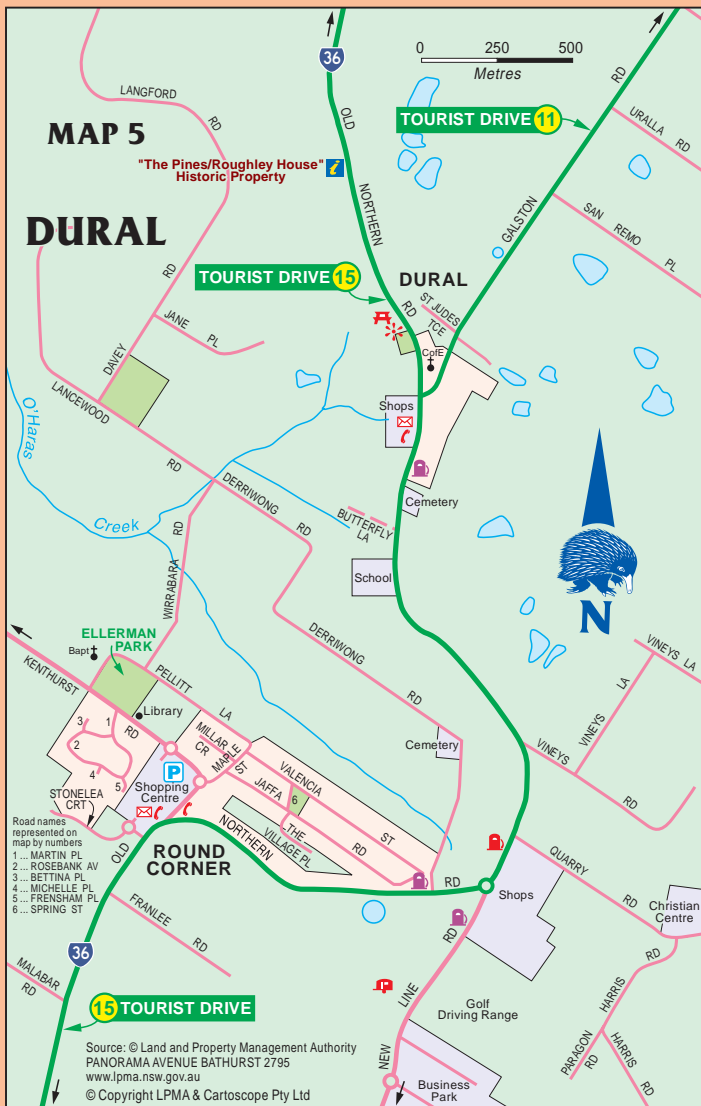 36
0 250 500
Metres
LANGFORD
RD
OLD
RD
TOURIST DRIVE 11
URALLA RD
MAP 5
"The Pines/Roughley House"
Historic Property
i
NORTHERN
SAN REMO PL
DURAL
GALSTON
RD
TOURIST DRIVE 15
DURAL
RD
ST JUDES
TCE
JANE PL
CofE
DAVEY
LANCEWOOD
RD
Shops
O'Haras
Creek
DERRIWONG
RD
Cemetery
BUTTERFLY
LA
WIRRABARA RD
School
N
ELLERMAN
PARK
Bapt
DERRIWONG
RD
VINEYS LA
VINEYS LA
KENTHURST
RD
PELLITT
LA
Library
MILLAR
CR
MAPLE
ST
Cemetery
VINEYS
RD
3
1
2
4
5
P
Shopping
Centre
VALENCIA
ST
JAFFA
RD
6
THE
VILLAGE PL
STONELEA
CRT
Road names
represented on
map by numbers
1 ... MARTIN PL
2 ... ROSEBANK AV
3 ... BETTINA PL
4 ... MICHELLE PL
5 ... FRENSHAM PL
6 ... SPRING ST
OLD
NORTHERN
RD
ROUND
CORNER
QUARRY
RD
Shops
Christian
Centre
FRANLEE
RD
36
MALABAR
RD
RD
LINE
NEW
Golf
Driving Range
HARRIS
RD
PARAGON
RD
HARRIS
RD
15 TOURIST DRIVE
Source: © Land and Property Management Authority
PANORAMA AVENUE BATHURST 2795
www.lpma.nsw.gov.au
© Copyright LPMA & Cartoscope Pty Ltd
Business
Park